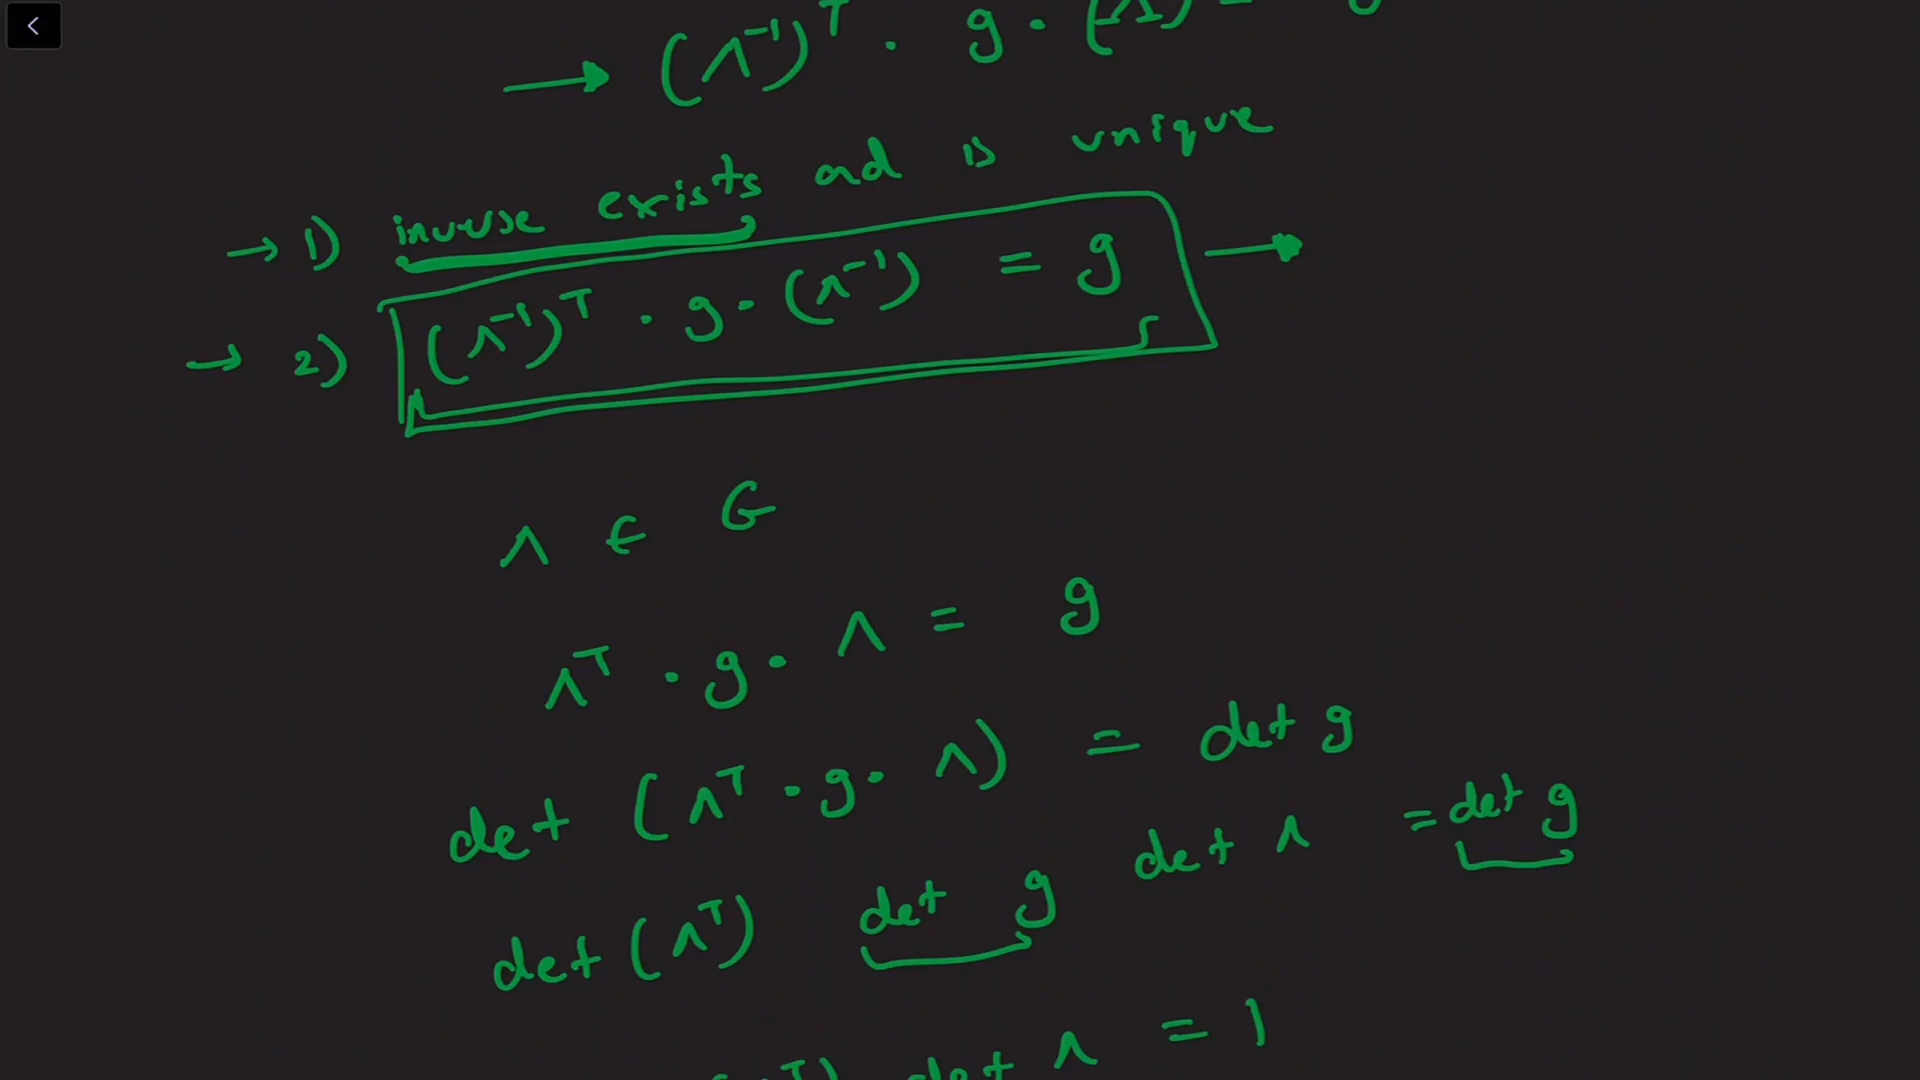 → (Λ⁻¹)ᵀ · g · (Λ⁻¹) = g
→ 1) inverse exists and is unique
→ 2) (Λ⁻¹)ᵀ · g · (Λ⁻¹) = g →
Λ ∈ G
Λᵀ · g · Λ = g
det (Λᵀ · g · Λ) = det g
det (Λᵀ) det g det Λ = det g
det Λ = 1